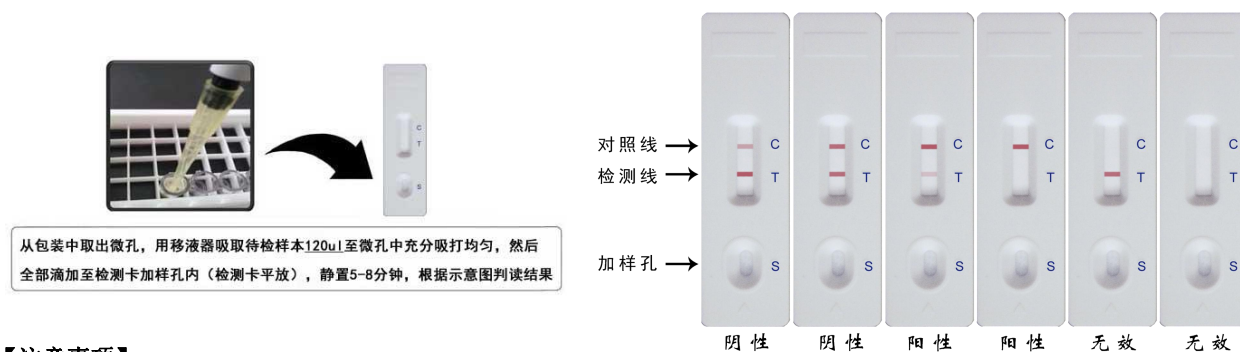 C
T
S
从包装中取出微孔，用移液器吸取待检样本120ul至微孔中充分吸打均匀，然后
全部滴加至检测卡加样孔内（检测卡平放），静置5-8分钟，根据示意图判读结果
【注意事项】
对照线
检测线
加样孔
C
T
S
C
T
S
C
T
S
C
T
S
C
T
S
C
T
S
阴性
阴性
阳性
阳性
无效
无效